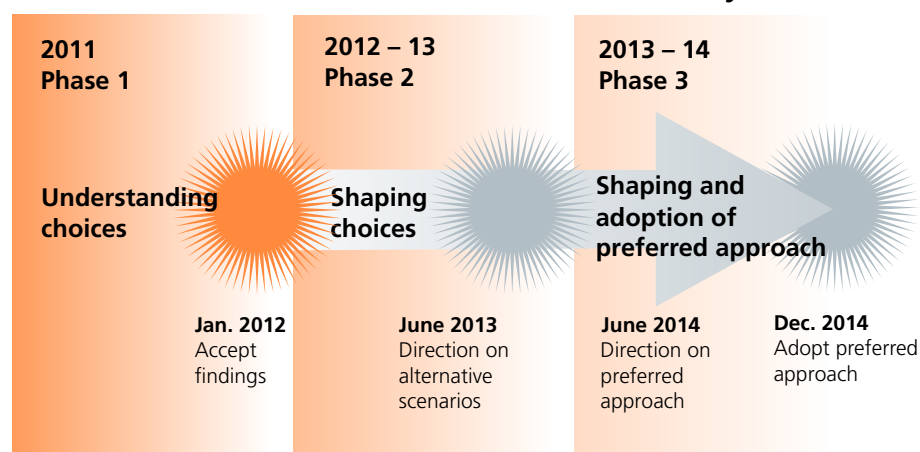 2011
Phase 1
2012 – 13
Phase 2
2013 – 14
Phase 3
Understanding
choices
Shaping
choices
Shaping and
adoption of
preferred approach
Jan. 2012
Accept
findings
June 2013
Direction on
alternative
scenarios
June 2014
Direction on
preferred
approach
Dec. 2014
Adopt preferred
approach